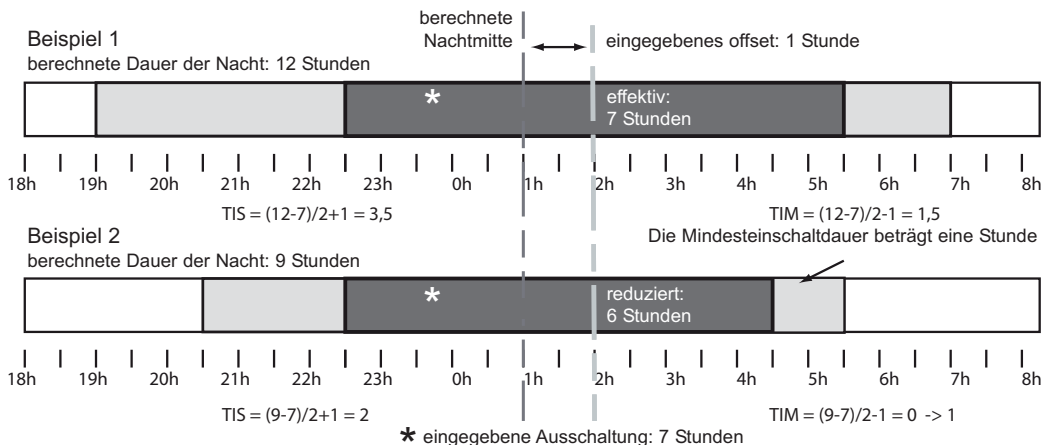 berechnete
Nachtmitte
eingegebenes offset: 1 Stunde
Beispiel 1
berechnete Dauer der Nacht: 12 Stunden
* effektiv:
7 Stunden
18h 19h 20h 21h 22h 23h 0h 1h 2h 3h 4h 5h 6h 7h 8h
TIS = (12-7)/2+1 = 3,5 TIM = (12-7)/2-1 = 1,5
Beispiel 2
berechnete Dauer der Nacht: 9 Stunden
Die Mindesteinschaltdauer beträgt eine Stunde
* reduziert:
6 Stunden
18h 19h 20h 21h 22h 23h 0h 1h 2h 3h 4h 5h 6h 7h 8h
TIS = (9-7)/2+1 = 2 TIM = (9-7)/2-1 = 0 -> 1
* eingegebene Ausschaltung: 7 Stunden